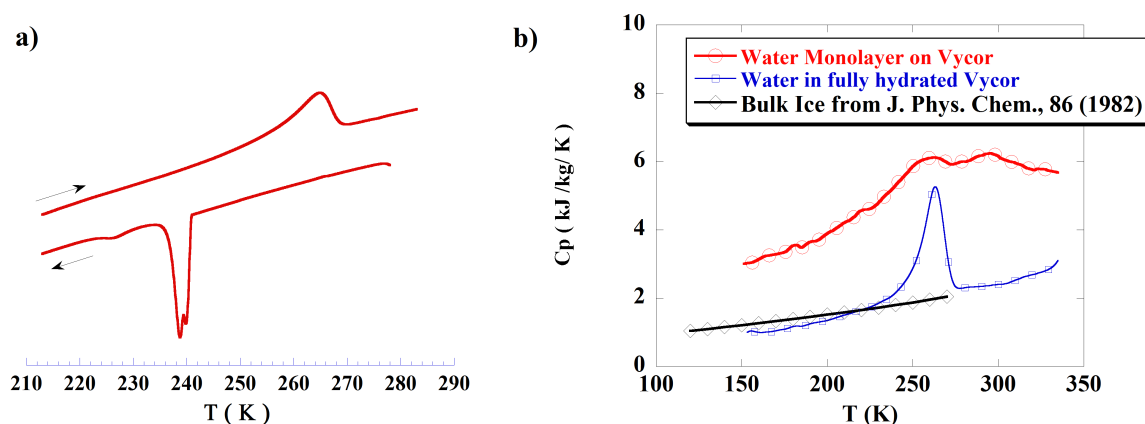 a)
210 220 230 240 250 260 270 280 290
T ( K )
b)
Cp ( kJ /kg/ K )
10
8
6
4
2
0
Water Monolayer on Vycor
Water in fully hydrated Vycor
Bulk Ice from J. Phys. Chem., 86 (1982)
100 150 200 250 300 350
T (K)